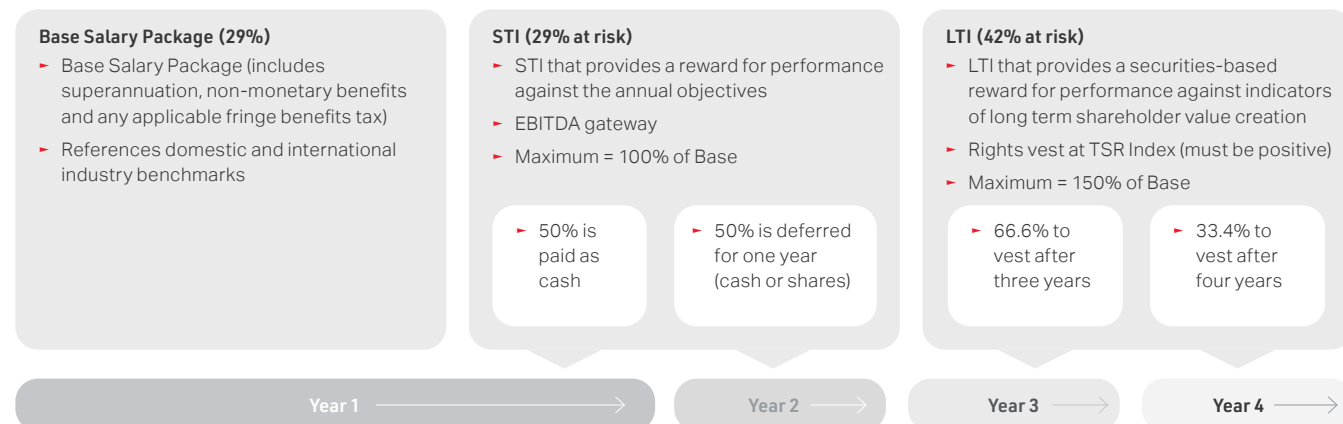 Base Salary Package (29%)
► Base Salary Package (includes
superannuation, non-monetary benefits
and any applicable fringe benefits tax)
► References domestic and international
industry benchmarks
STI (29% at risk)
► STI that provides a reward for performance
against the annual objectives
► EBITDA gateway
► Maximum = 100% of Base
► 50% is
paid as
cash
► 50% is deferred
for one year
(cash or shares)
LTI (42% at risk)
► LTI that provides a securities-based
reward for performance against indicators
of long term shareholder value creation
► Rights vest at TSR Index (must be positive)
► Maximum = 150% of Base
► 66.6% to
vest after
three years
► 33.4% to
vest after
four years
Year 1
Year 2
Year 3
Year 4